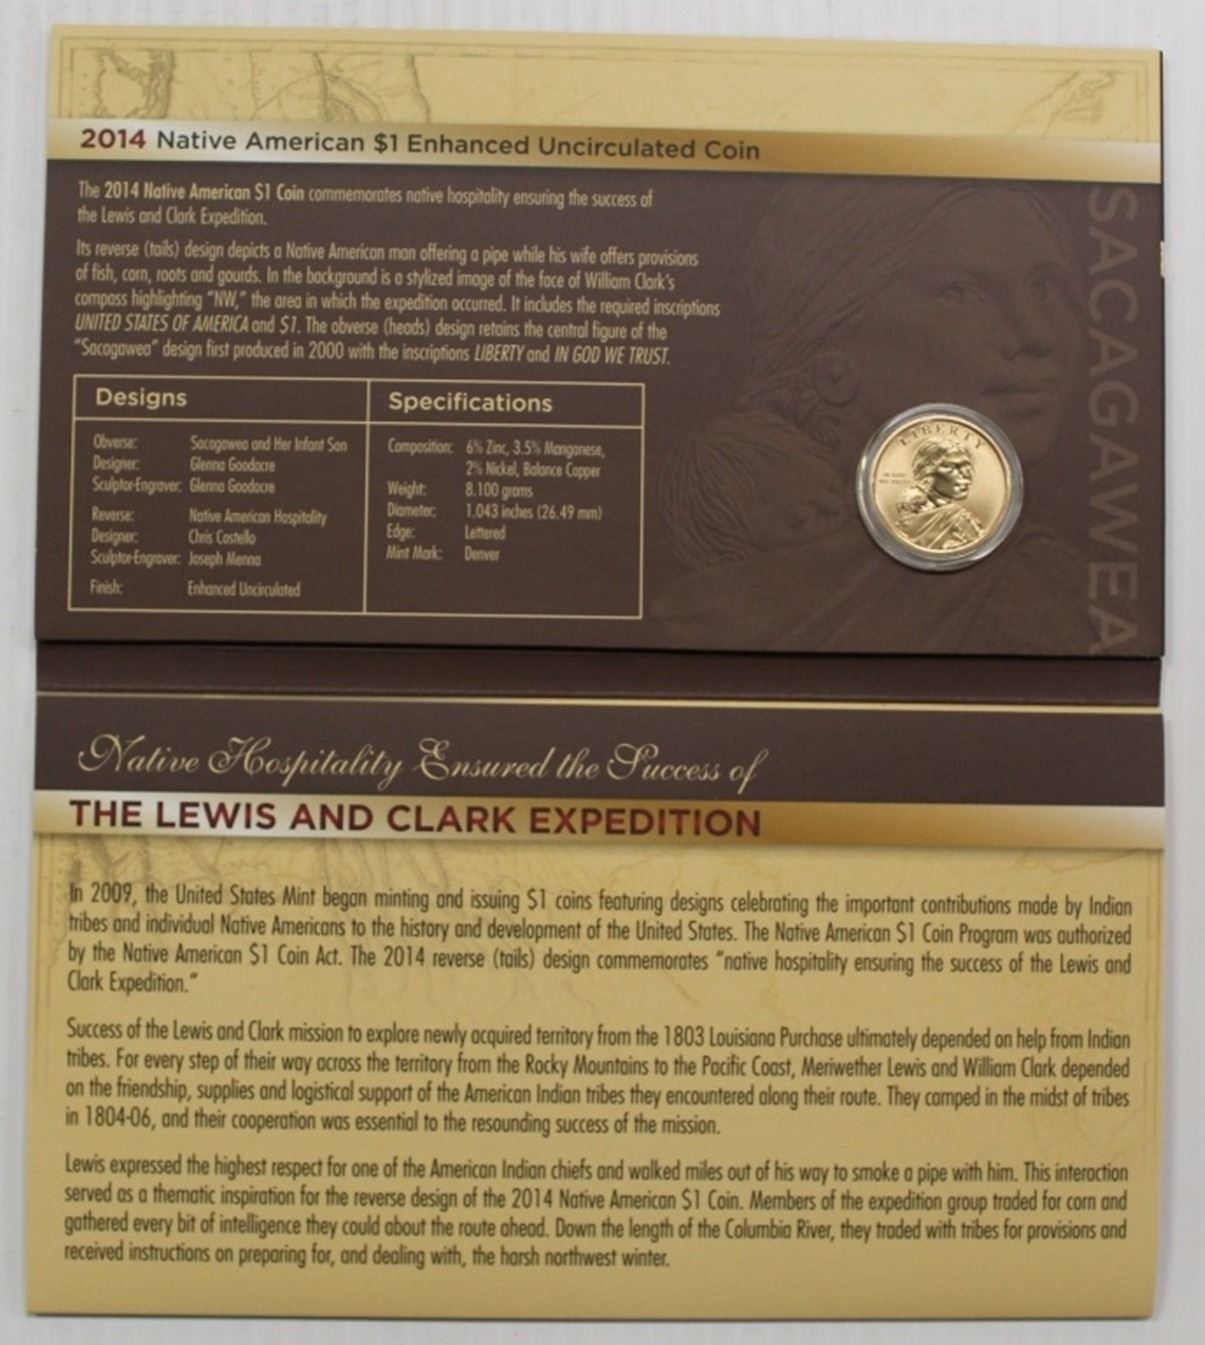 2014 Native American $1 Enhanced Uncirculated Coin
The 2014 Native American $1 Coin commemorates native hospitality ensuring the success of
the Lewis and Clark Expedition.
Its reverse (tails) design depicts a Native American man offering a pipe while his wife offers provisions
of fish, corn, roots and gourds. In the background is a stylized image of the face of William Clark's
compass highlighting "NW," the area in which the expedition occurred. It includes the required inscriptions
UNITED STATES OF AMERICA and $1. The obverse (heads) design retains the central figure of the
"Sacagawea" design first produced in 2000 with the inscriptions LIBERTY and IN GOD WE TRUST.
Designs
Obverse: Sacagawea and Her Infant Son
Designer: Glenna Goodacre
Sculptor-Engraver: Glenna Goodacre
Reverse: Native American Hospitality
Designer: Chris Costello
Sculptor-Engraver: Joseph Menna
Finish: Enhanced Uncirculated
Specifications
Composition: 6% Zinc, 3.5% Manganese,
2% Nickel, Balance Copper
Weight: 8.100 grams
Diameter: 1.043 inches (26.49 mm)
Edge: Lettered
Mint Mark: Denver
LIBERTY
IN GOD
WE TRUST
SACAGAWEA
Native Hospitality Ensured the Success of
THE LEWIS AND CLARK EXPEDITION
In 2009, the United States Mint began minting and issuing $1 coins featuring designs celebrating the important contributions made by Indian
tribes and individual Native Americans to the history and development of the United States. The Native American $1 Coin Program was authorized
by the Native American $1 Coin Act. The 2014 reverse (tails) design commemorates "native hospitality ensuring the success of the Lewis and
Clark Expedition."
Success of the Lewis and Clark mission to explore newly acquired territory from the 1803 Louisiana Purchase ultimately depended on help from Indian
tribes. For every step of their way across the territory from the Rocky Mountains to the Pacific Coast, Meriwether Lewis and William Clark depended
on the friendship, supplies and logistical support of the American Indian tribes they encountered along their route. They camped in the midst of tribes
in 1804-06, and their cooperation was essential to the resounding success of the mission.
Lewis expressed the highest respect for one of the American Indian chiefs and walked miles out of his way to smoke a pipe with him. This interaction
served as a thematic inspiration for the reverse design of the 2014 Native American $1 Coin. Members of the expedition group traded for corn and
gathered every bit of intelligence they could about the route ahead. Down the length of the Columbia River, they traded with tribes for provisions and
received instructions on preparing for, and dealing with, the harsh northwest winter.